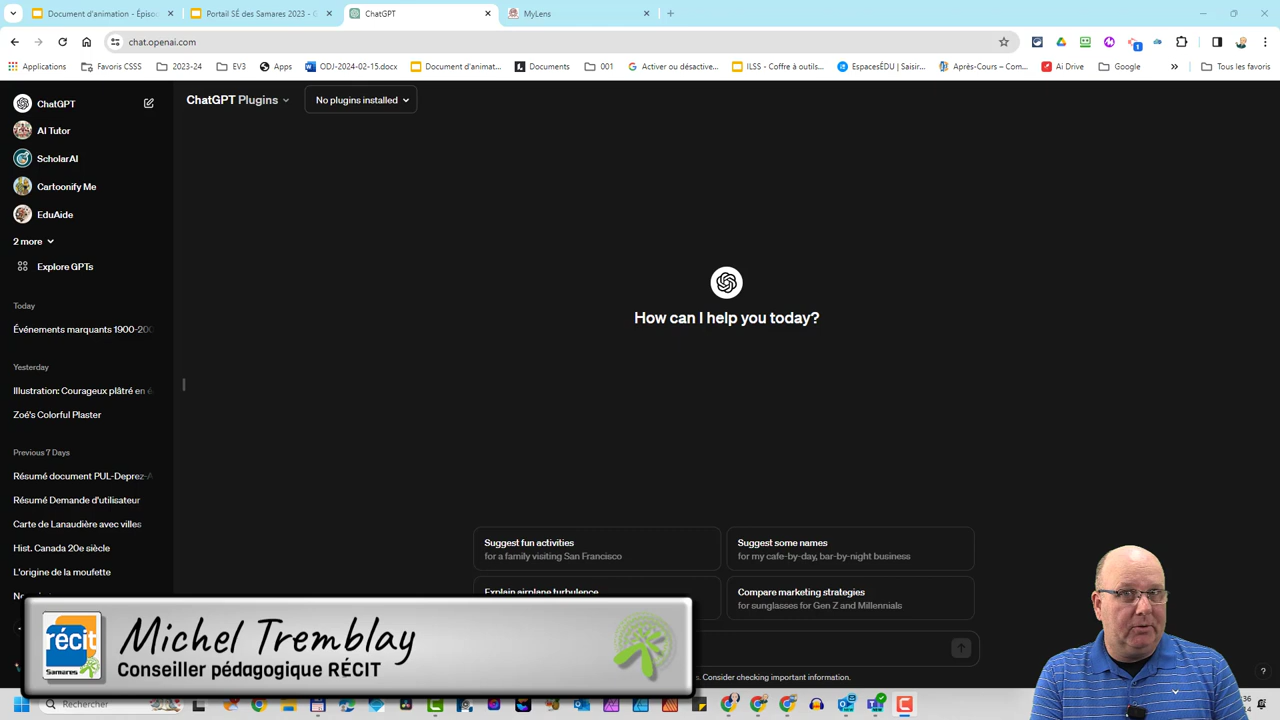 Document d'animation - Épiso
Portail SÉ des Samares 2023 - G
ChatGPT
MyLens
chat.openai.com
1
Applications
Favoris CSSS
2023-24
EV3
Apps
ODJ-2024-02-15.docx
Document d'animat...
Documents
001
Activer ou désactive...
ILSS - Coffre à outils...
EspacesÉDU | Saisir...
Après-Cours – Com...
Ai Drive
Google
Tous les favoris
ChatGPT
ChatGPT Plugins
No plugins installed
AI Tutor
ScholarAI
Cartoonify Me
EduAide
2 more
Explore GPTs
Today
Événements marquants 1900-200
Yesterday
Illustration: Courageux plâtré en é
Zoé's Colorful Plaster
Previous 7 Days
Résumé document PUL-Deprez-A
Résumé Demande d'utilisateur
Carte de Lanaudière avec villes
Hist. Canada 20e siècle
L'origine de la moufette
How can I help you today?
Suggest fun activities
for a family visiting San Francisco
Suggest some names
for my cafe-by-day, bar-by-night business
Explain airplane turbulence
Compare marketing strategies
for sunglasses for Gen Z and Millennials
Consider checking important information.
récit
Samares
Michel Tremblay
Conseiller pédagogique RÉCIT
Rechercher